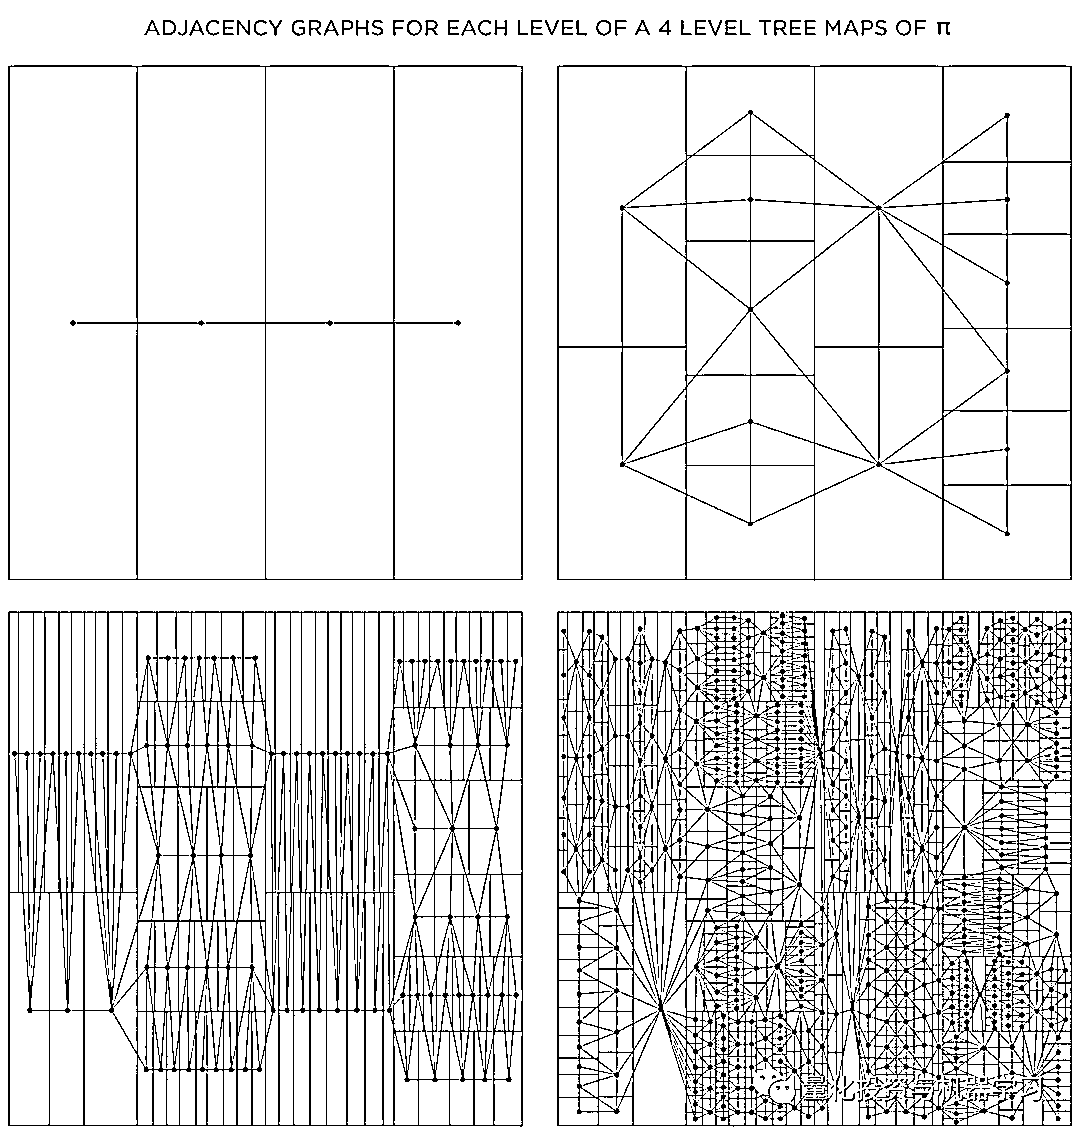 ADJACENCY GRAPHS FOR EACH LEVEL OF A 4 LEVEL TREE MAPS OF π
量化投资与机器学习